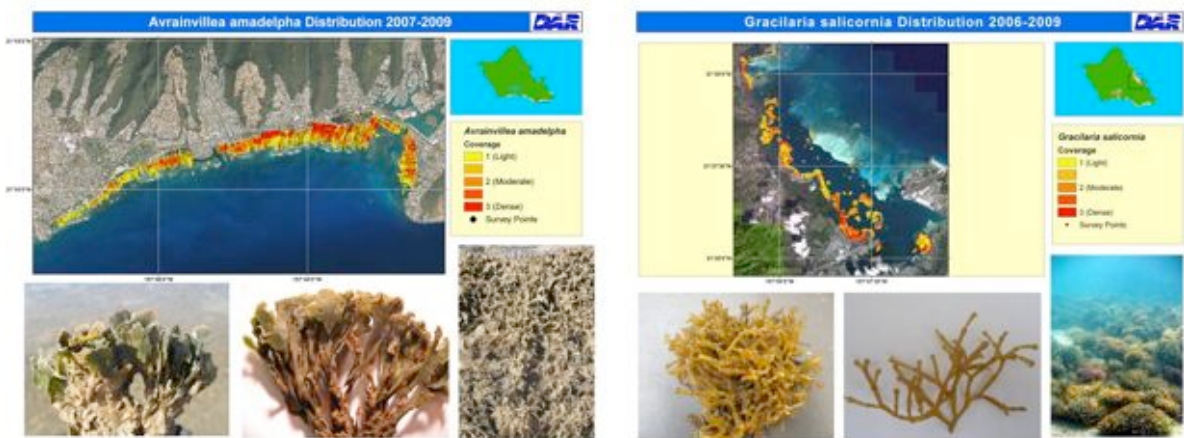 Avrainvillea amadelpha Distribution 2007-2009
DAR
Avrainvillea amadelpha
Coverage
1 (Light)
2 (Moderate)
3 (Dense)
Survey Points
Gracilaria salicornia Distribution 2006-2009
DAR
Gracilaria salicornia
Coverage
1 (Light)
2 (Moderate)
3 (Dense)
Survey Points